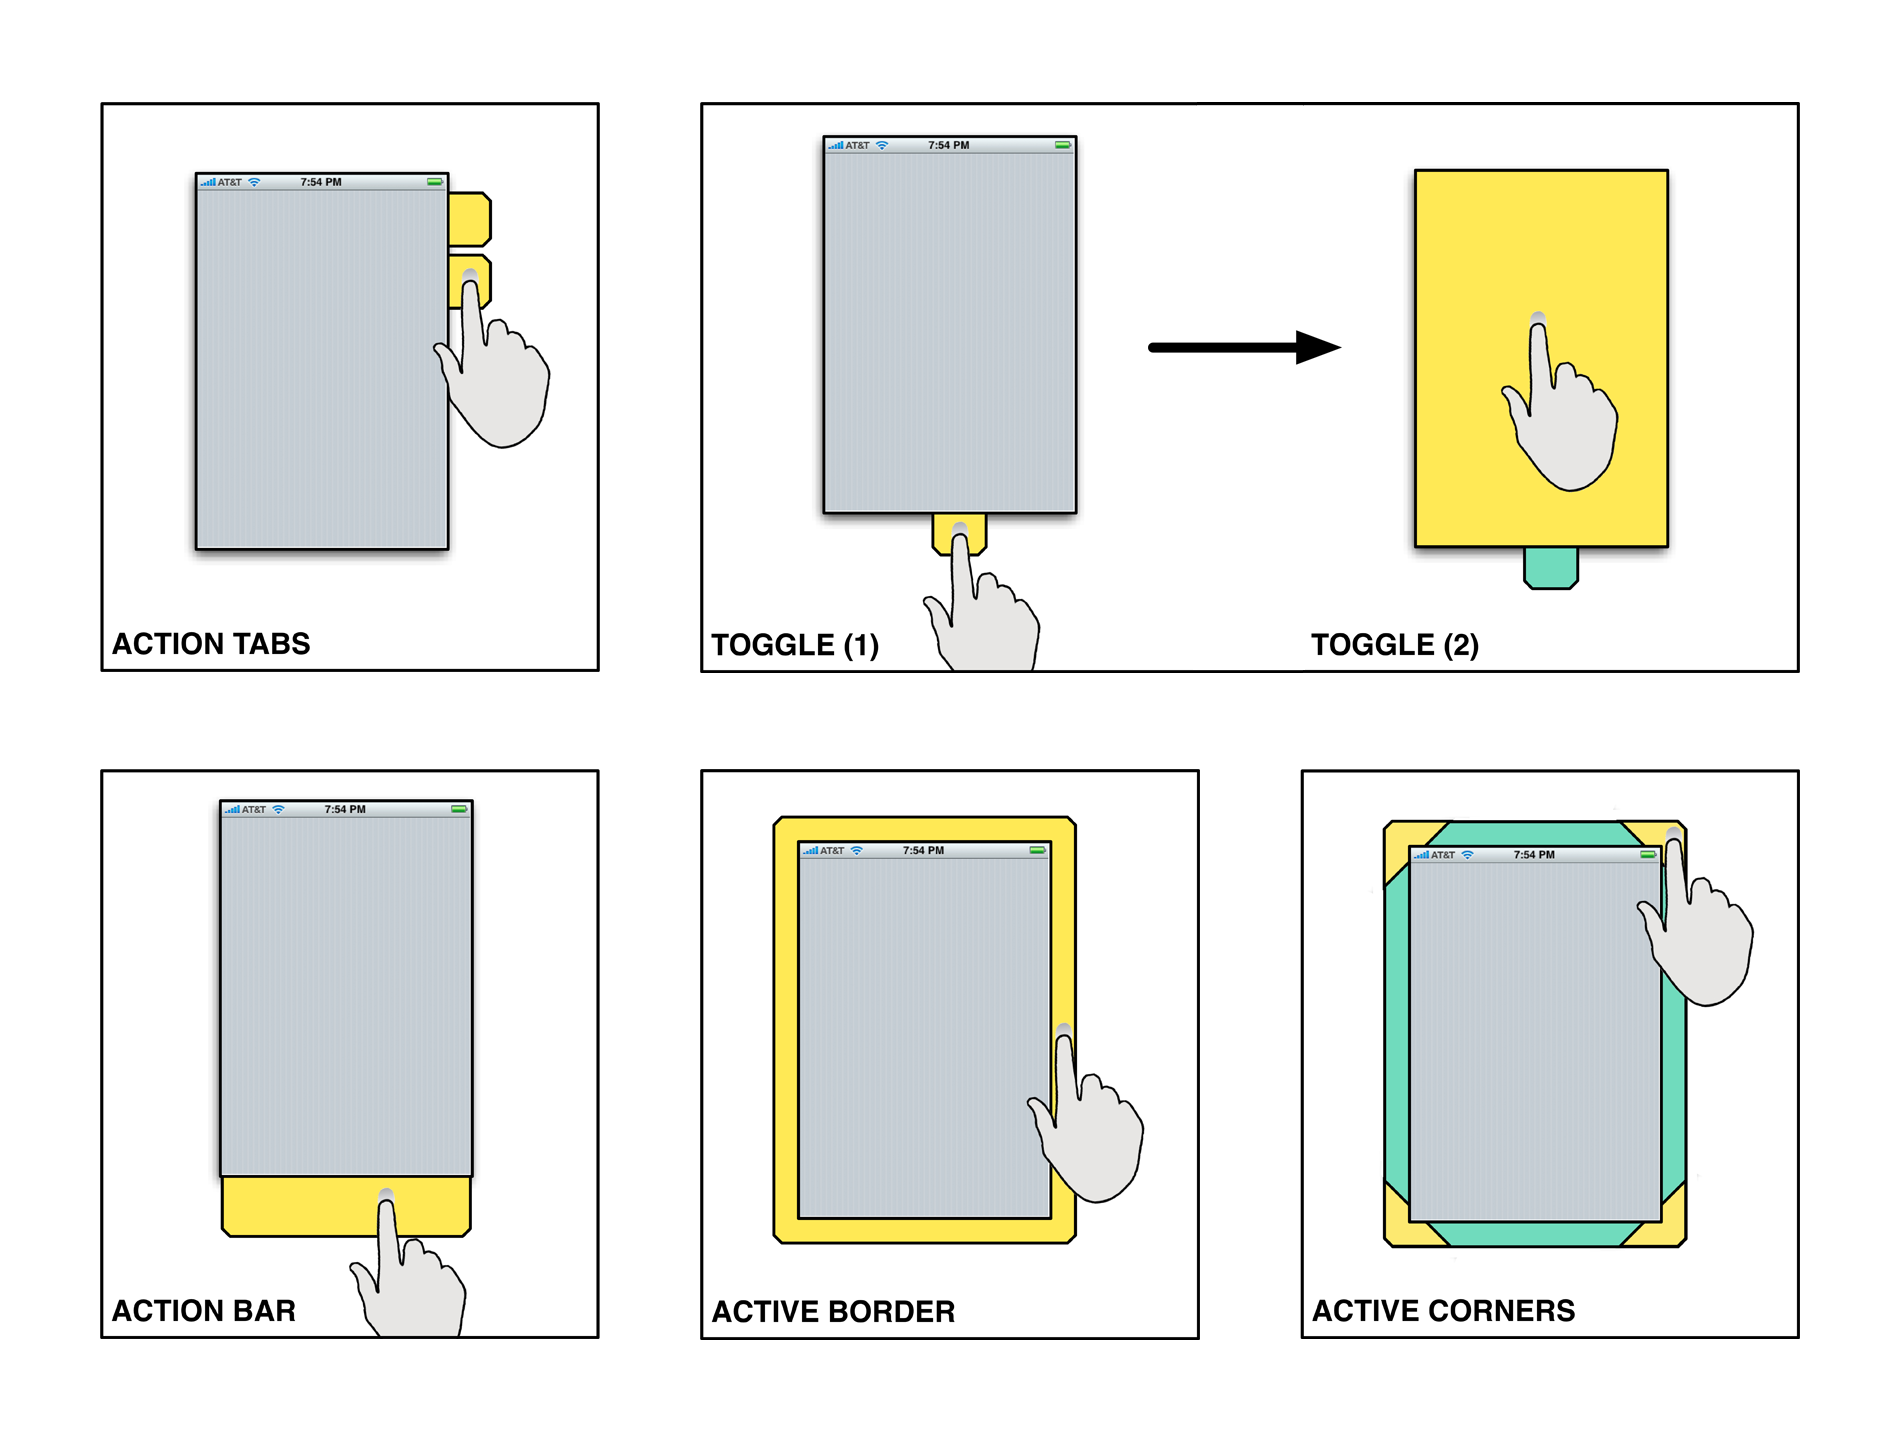 AT&T 7:54 PM
ACTION TABS
AT&T 7:54 PM
TOGGLE (1)
TOGGLE (2)
AT&T 7:54 PM
ACTION BAR
AT&T 7:54 PM
ACTIVE BORDER
AT&T 7:54 PM
ACTIVE CORNERS